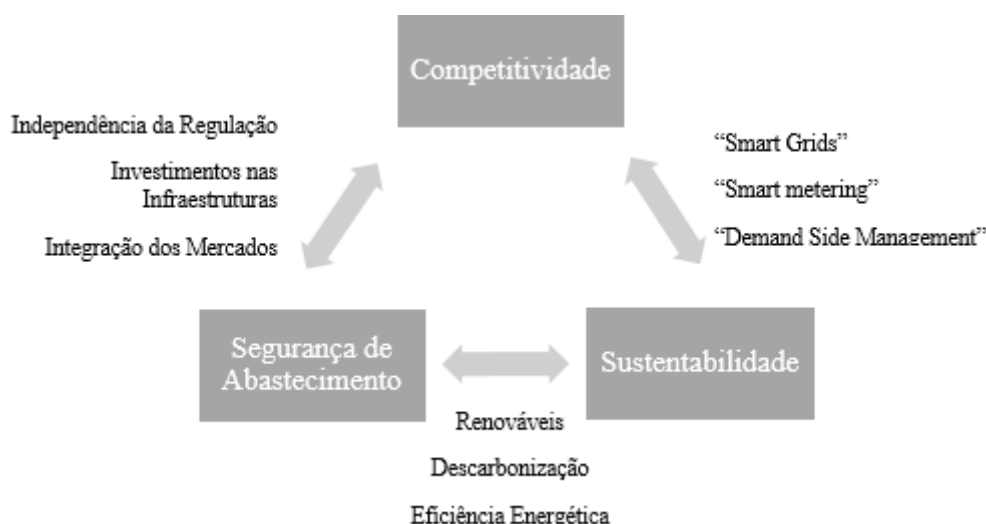 Competitividade
Independência da Regulação
Investimentos nas
Infraestruturas
Integração dos Mercados
“Smart Grids”
“Smart metering”
“Demand Side Management”
Segurança de
Abastecimento
Sustentabilidade
Renováveis
Descarbonização
Eficiência Energética